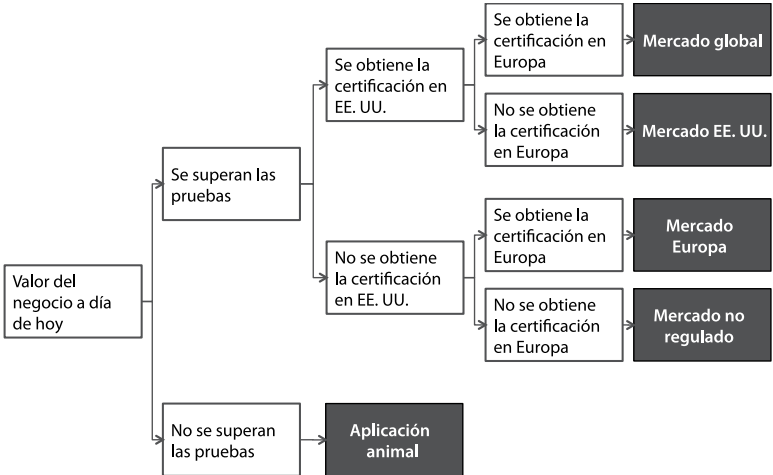 Valor del
negocio a día
de hoy
Se superan las
pruebas
Se obtiene la
certificación en
EE. UU.
Se obtiene la
certificación en
Europa
Mercado global
No se obtiene
la certificación
en Europa
Mercado EE. UU.
No se obtiene
la certificación
en EE. UU.
Se obtiene la
certificación en
Europa
Mercado
Europa
No se obtiene
la certificación
en Europa
Mercado no
regulado
No se superan
las pruebas
Aplicación
animal